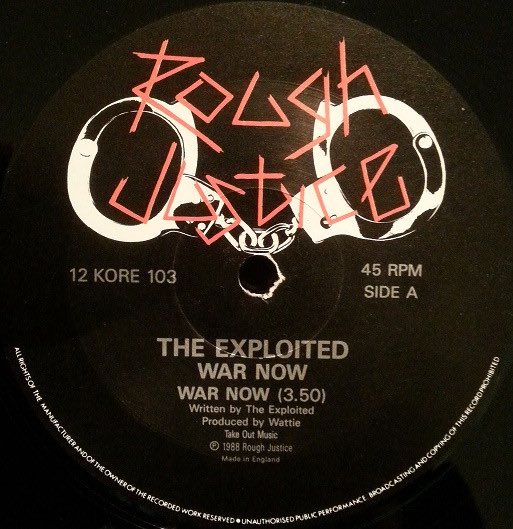 Rough
Justice
12 KORE 103
45 RPM
SIDE A
THE EXPLOITED
WAR NOW
WAR NOW (3.50)
Written by The Exploited
Produced by Wattie
Take Out Music
℗ 1988 Rough Justice
Made in England
ALL RIGHTS OF THE MANUFACTURER AND OF THE OWNER OF THE RECORDED WORK RESERVED ● UNAUTHORISED PUBLIC PERFORMANCE BROADCASTING AND COPYING OF THIS RECORD PROHIBITED